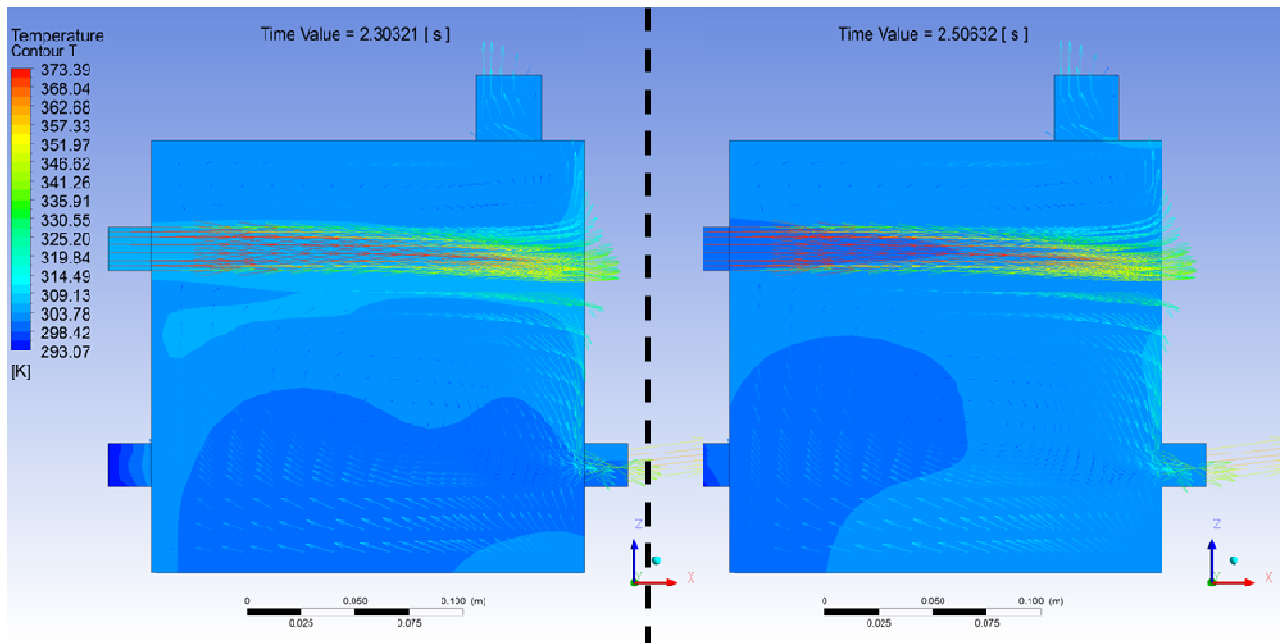 Time Value = 2.30321 [ s ]
Time Value = 2.50632 [ s ]
Temperature
Contour T
373.39
368.04
362.68
357.33
351.97
346.62
341.26
335.91
330.55
325.20
319.84
314.49
309.13
303.78
298.42
293.07
[K]
Z
Y
X
Z
Y
X
0 0.050 0.100 (m)
0.025 0.075
0 0.050 0.100 (m)
0.025 0.075